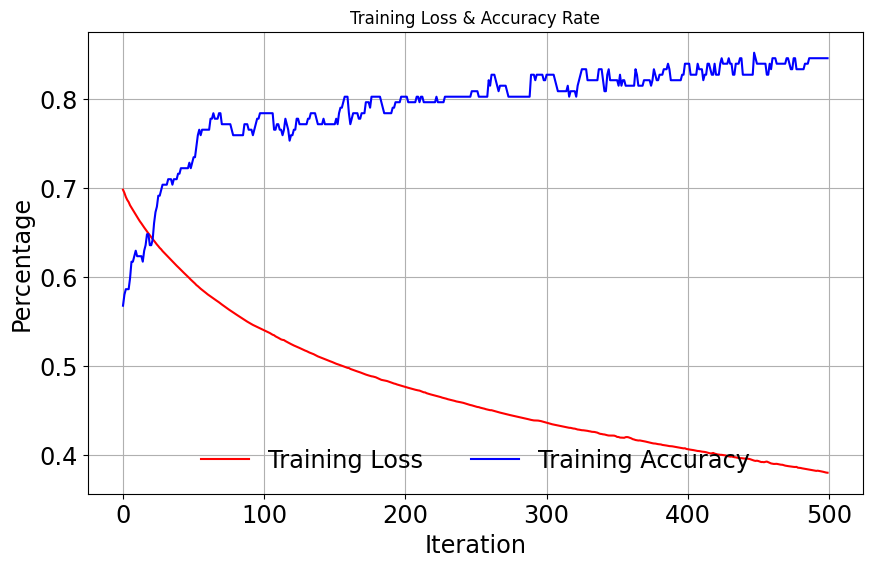 Training Loss & Accuracy Rate
Percentage
0.8
0.7
0.6
0.5
0.4
Training Loss Training Accuracy
0 100 200 300 400 500
Iteration